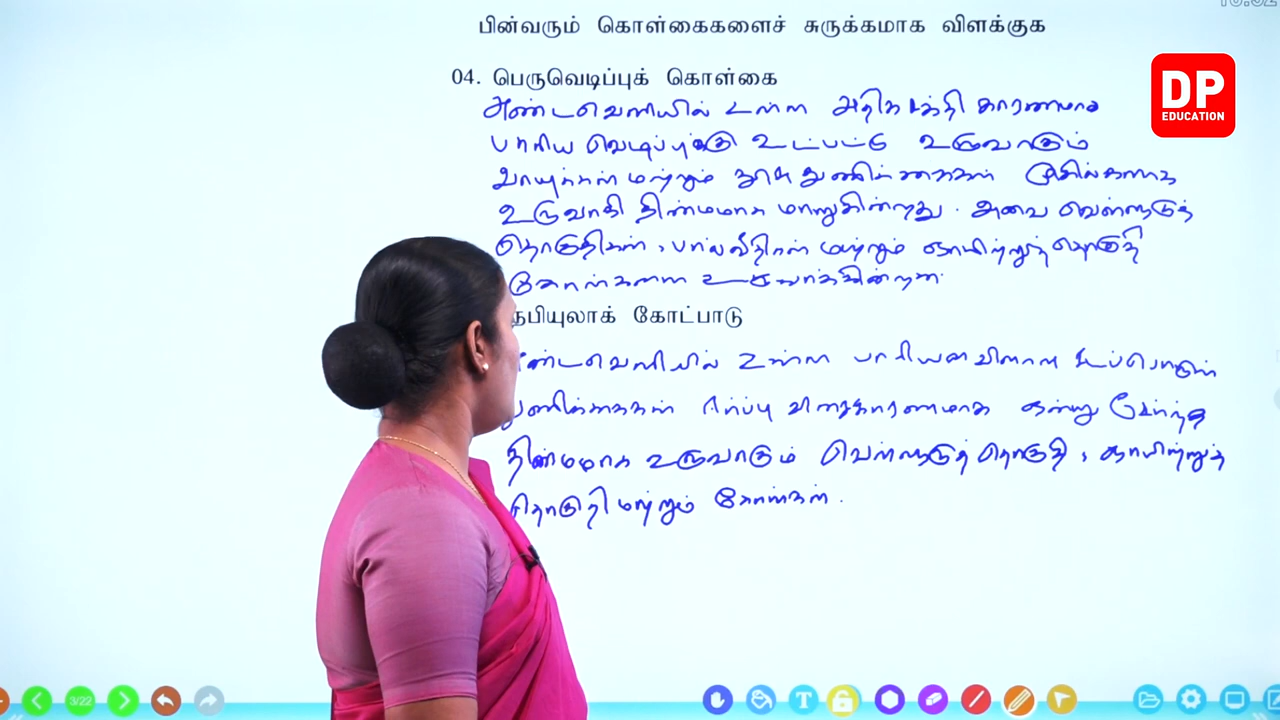 பின்வரும் கொள்கைகளைச் சுருக்கமாக விளக்குக
04. பெருவெடிப்புக் கொள்கை
DP
EDUCATION
அண்டவெளியில் உள்ள அதிக சக்தி காரணமாக
பாரிய வெடிப்புக்கு உட்பட்டு உருவாகும்
வாயுக்கள் மற்றும் தூசு துணிக்கைகள் முகில்களாக
உருவாகி திண்மமாக மாறுகின்றது. அவை வெள்ளுடுத்
தொகுதிகள், பால்வீதிகள் மற்றும் ஞாயிற்றுத்தொகுதி
கோள்களை உருவாக்கின்றன.
நபியுலாக் கோட்பாடு
அண்டவெளியில் உள்ள பாரியளவிலான சடப்பொருள்
துணிக்கைகள் ஈர்ப்பு விசைகாரணமாக ஒன்று சேர்ந்து
திண்மமாக உருவாகும் வெள்ளுடுத் தொகுதி, ஞாயிற்றுத்
தொகுதி மற்றும் கோள்கள்.
3/22